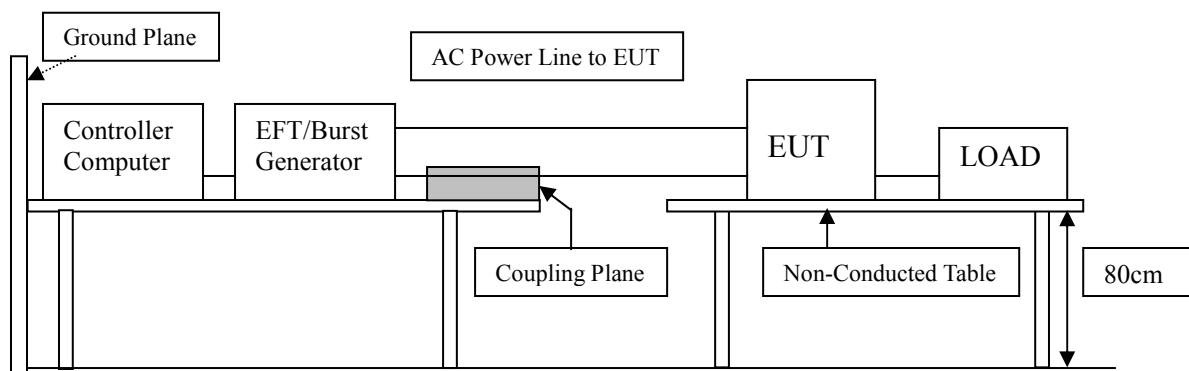 Ground Plane
AC Power Line to EUT
Controller
Computer
EFT/Burst
Generator
EUT
LOAD
Coupling Plane
Non-Conducted Table
80cm